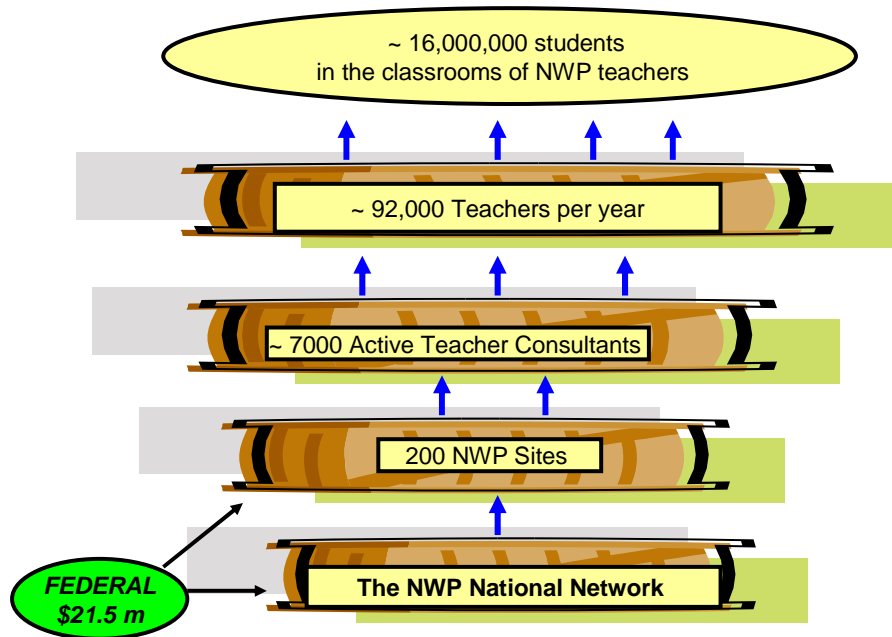 ~ 16,000,000 students
in the classrooms of NWP teachers
~ 92,000 Teachers per year
~ 7000 Active Teacher Consultants
200 NWP Sites
The NWP National Network
FEDERAL
$21.5 m